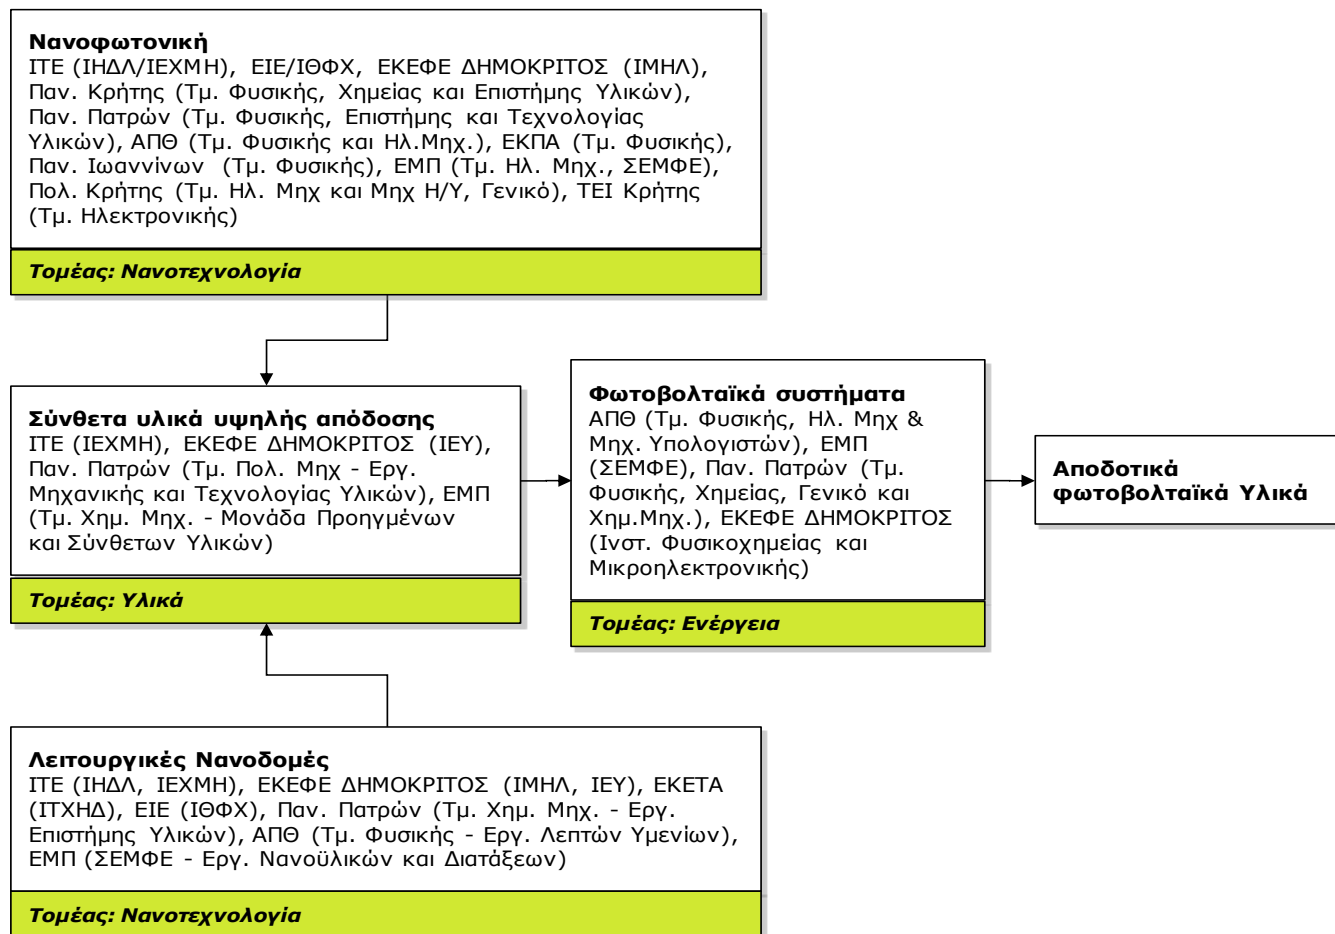 Νανοφωτονική
ΙΤΕ (ΙΗΔΛ/ΙΕΧΜΗ), ΕΙΕ/ΙΘΦΧ, ΕΚΕΦΕ ΔΗΜΟΚΡΙΤΟΣ (ΙΜΗΛ),
Παν. Κρήτης (Τμ. Φυσικής, Χημείας και Επιστήμης Υλικών),
Παν. Πατρών (Τμ. Φυσικής, Επιστήμης και Τεχνολογίας
Υλικών), ΑΠΘ (Τμ. Φυσικής και Ηλ.Μηχ.), ΕΚΠΑ (Τμ. Φυσικής),
Παν. Ιωαννίνων (Τμ. Φυσικής), ΕΜΠ (Τμ. Ηλ. Μηχ., ΣΕΜΦΕ),
Πολ. Κρήτης (Τμ. Ηλ. Μηχ και Μηχ Η/Υ, Γενικό), ΤΕΙ Κρήτης
(Τμ. Ηλεκτρονικής)
Τομέας: Νανοτεχνολογία
Σύνθετα υλικά υψηλής απόδοσης
ΙΤΕ (ΙΕΧΜΗ), ΕΚΕΦΕ ΔΗΜΟΚΡΙΤΟΣ (ΙΕΥ),
Παν. Πατρών (Τμ. Πολ. Μηχ - Εργ.
Μηχανικής και Τεχνολογίας Υλικών), ΕΜΠ
(Τμ. Χημ. Μηχ. - Μονάδα Προηγμένων
και Σύνθετων Υλικών)
Τομέας: Υλικά
Φωτοβολταϊκά συστήματα
ΑΠΘ (Τμ. Φυσικής, Ηλ. Μηχ &
Μηχ. Υπολογιστών), ΕΜΠ
(ΣΕΜΦΕ), Παν. Πατρών (Τμ.
Φυσικής, Χημείας, Γενικό και
Χημ.Μηχ.), ΕΚΕΦΕ ΔΗΜΟΚΡΙΤΟΣ
(Ινστ. Φυσικοχημείας και
Μικροηλεκτρονικής)
Τομέας: Ενέργεια
Αποδοτικά
φωτοβολταϊκά Υλικά
Λειτουργικές Νανοδομές
ΙΤΕ (ΙΗΔΛ, ΙΕΧΜΗ), ΕΚΕΦΕ ΔΗΜΟΚΡΙΤΟΣ (ΙΜΗΛ, ΙΕΥ), ΕΚΕΤΑ
(ΙΤΧΗΔ), ΕΙΕ (ΙΘΦΧ), Παν. Πατρών (Τμ. Χημ. Μηχ. - Εργ.
Επιστήμης Υλικών), ΑΠΘ (Τμ. Φυσικής - Εργ. Λεπτών Υμενίων),
ΕΜΠ (ΣΕΜΦΕ - Εργ. Νανοϋλικών και Διατάξεων)
Τομέας: Νανοτεχνολογία